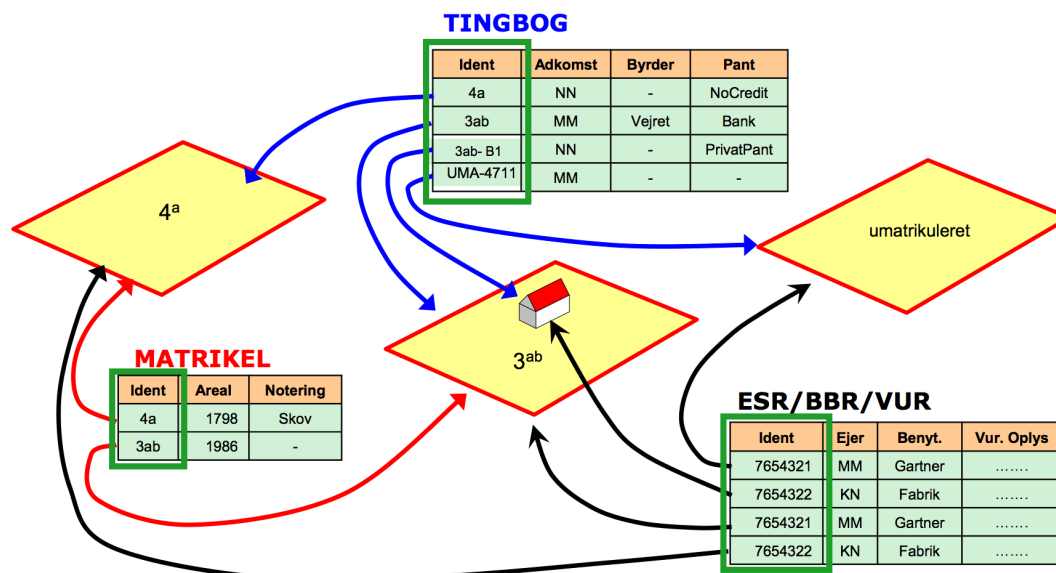 TINGBOG
Ident Adkomst Byrder Pant
4a NN - NoCredit
3ab MM Vejret Bank
3ab- B1 NN - PrivatPant
UMA-4711 MM - -
4a
umatrikuleret
3ab
MATRIKEL
Ident Areal Notering
4a 1798 Skov
3ab 1986 -
ESR/BBR/VUR
Ident Ejer Benyt. Vur. Oplys
7654321 MM Gartner …….
7654322 KN Fabrik …….
7654321 MM Gartner …….
7654322 KN Fabrik …….